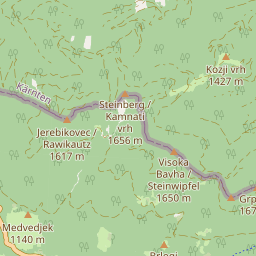 Kärnten
Kozji vrh
1427 m
Steinberg /
Kamnati
vrh
1656 m
Jerebikovec /
Rawikautz
1617 m
Visoka
Bavha /
Steinwipfel
1650 m
Medvedjek
1140 m